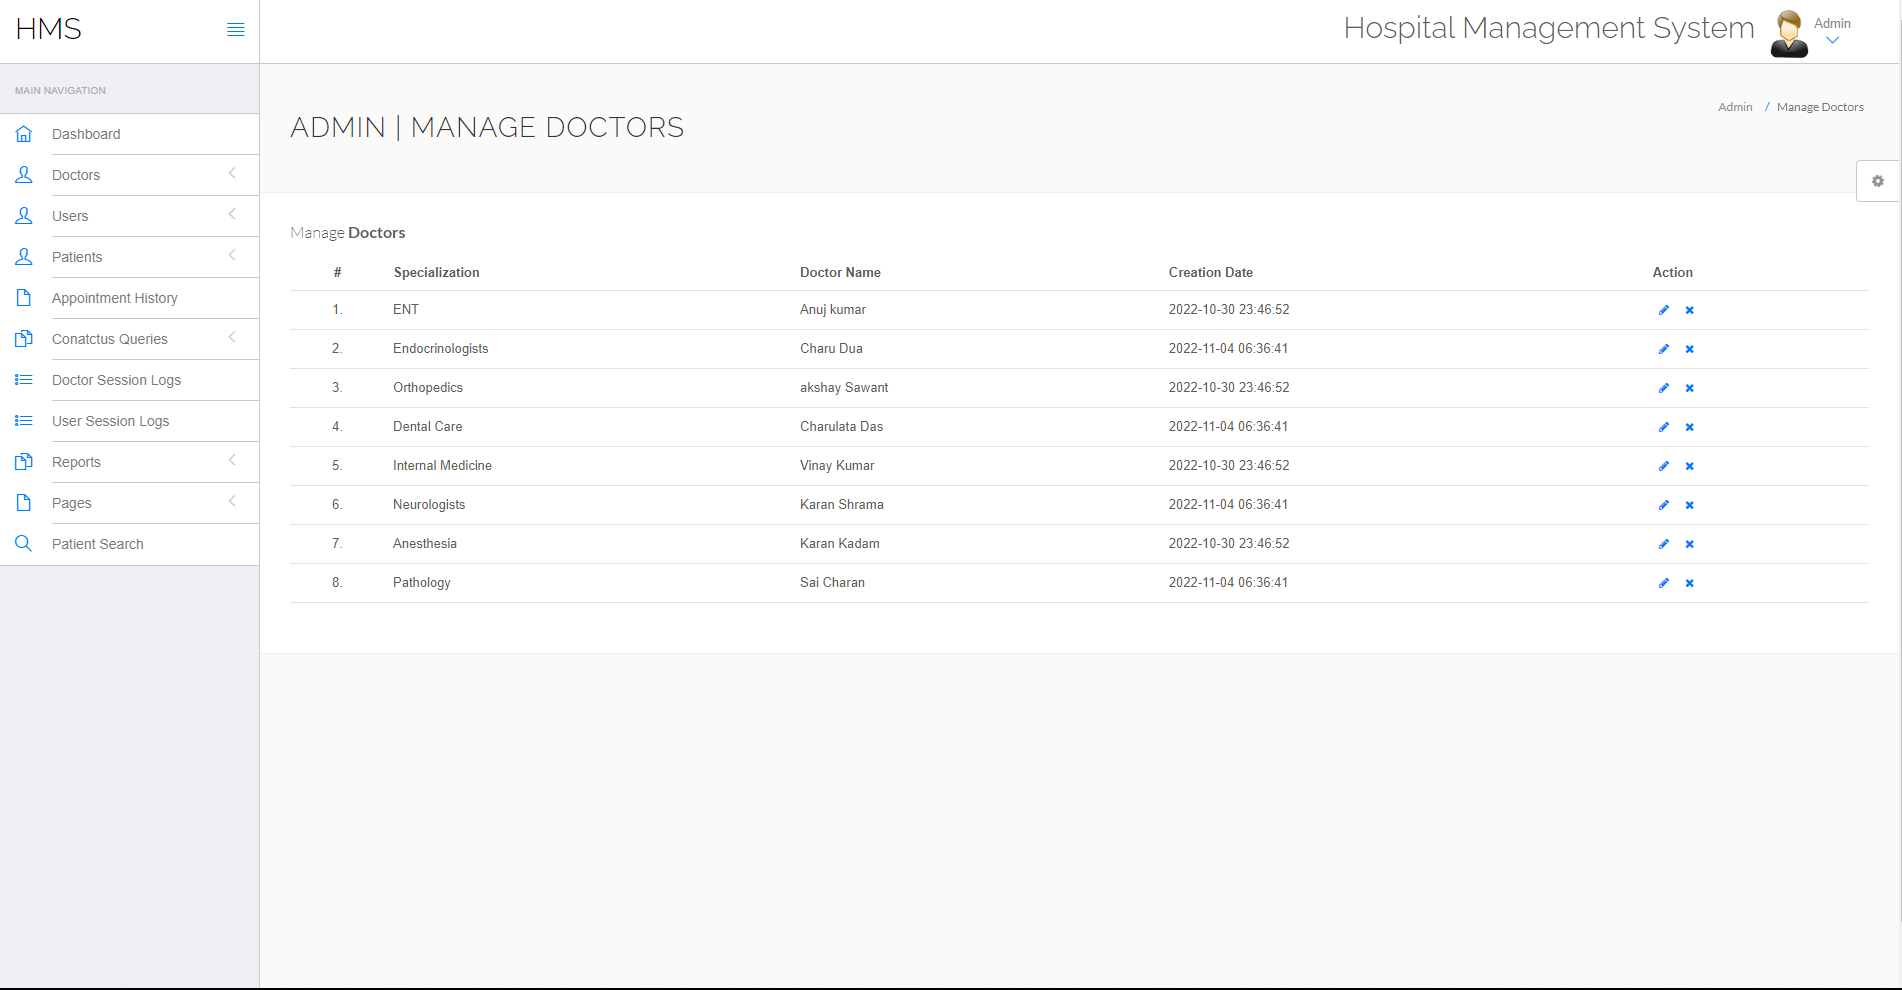 HMS
Hospital Management System
Admin
MAIN NAVIGATION
Dashboard
Doctors
Users
Patients
Appointment History
Conatctus Queries
Doctor Session Logs
User Session Logs
Reports
Pages
Patient Search
ADMIN | MANAGE DOCTORS
Admin / Manage Doctors
Manage Doctors
# Specialization Doctor Name Creation Date Action
1. ENT Anuj kumar 2022-10-30 23:46:52
2. Endocrinologists Charu Dua 2022-11-04 06:36:41
3. Orthopedics akshay Sawant 2022-10-30 23:46:52
4. Dental Care Charulata Das 2022-11-04 06:36:41
5. Internal Medicine Vinay Kumar 2022-10-30 23:46:52
6. Neurologists Karan Shrama 2022-11-04 06:36:41
7. Anesthesia Karan Kadam 2022-10-30 23:46:52
8. Pathology Sai Charan 2022-11-04 06:36:41